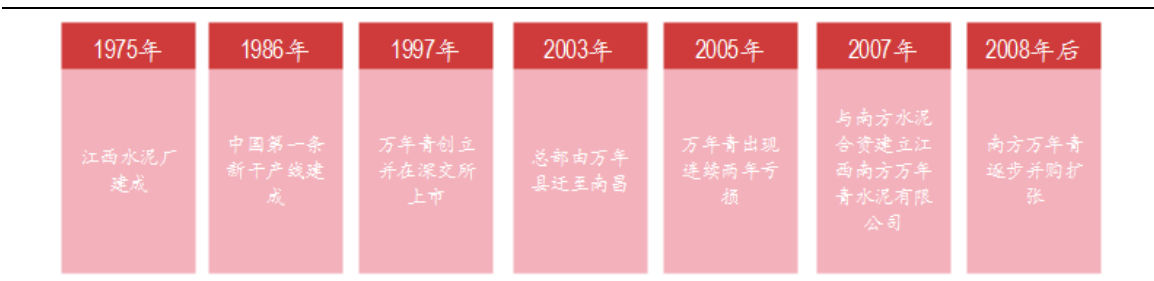 1975年
江西水泥厂
建成
1986年
中国第一条
新干产线建
成
1997年
万年青创立
并在深交所
上市
2003年
总部由万年
县迁至南昌
2005年
万年青出现
连续两年亏
损
2007年
与南方水泥
合资建立江
西南方万年
青水泥有限
公司
2008年后
南方万年青
逐步并购扩
张